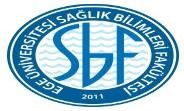 EGE ÜNİVERSİTESİ SAĞLIK BİLİMLERİ FAKÜLTESİ
Sbf
2011